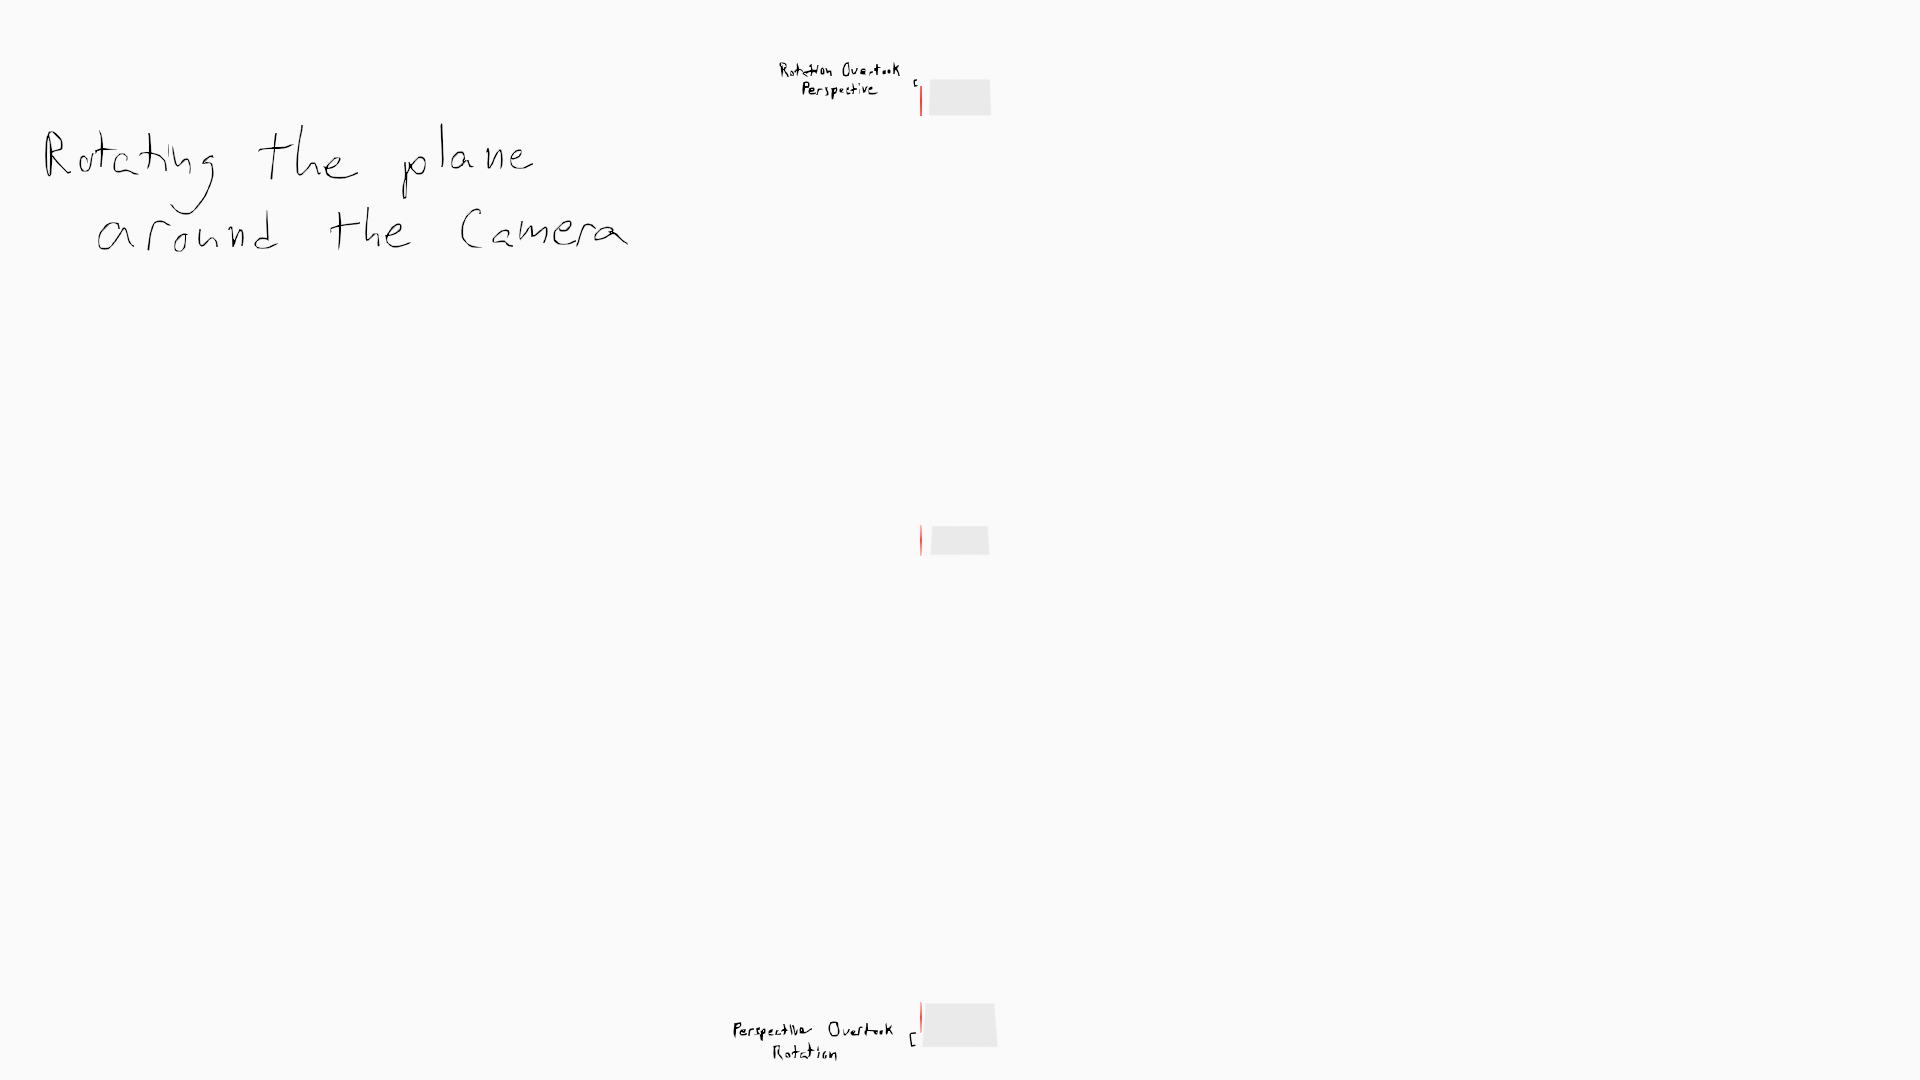 Rotation Overtook
Perspective
Rotating the plane
around the Camera
Perspective Overtook
Rotation